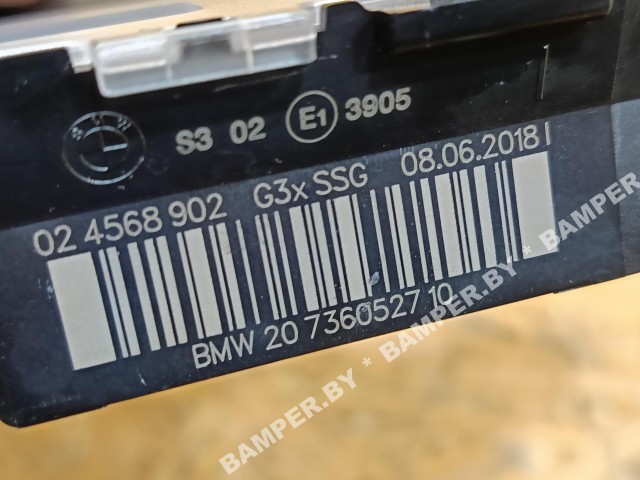 S3 02 E1 3905
02 4568 902 G3x SSG 08.06.2018 I
BMW 20 7360527 10
BAMPER.BY * BAMPER.BY * BAMPER